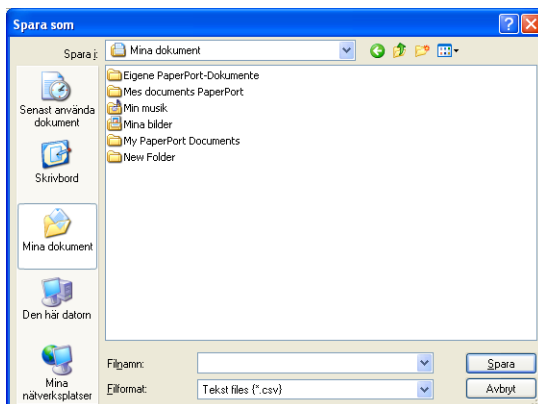 Spara som
Spara i:
Mina dokument
Senast använda
dokument
Skrivbord
Mina dokument
Den här datorn
Mina
nätverksplatser
Eigene PaperPort-Dokumente
Mes documents PaperPort
Min musik
Mina bilder
My PaperPort Documents
New Folder
Filnamn:
Spara
Filformat:
Tekst files (*.csv)
Avbryt